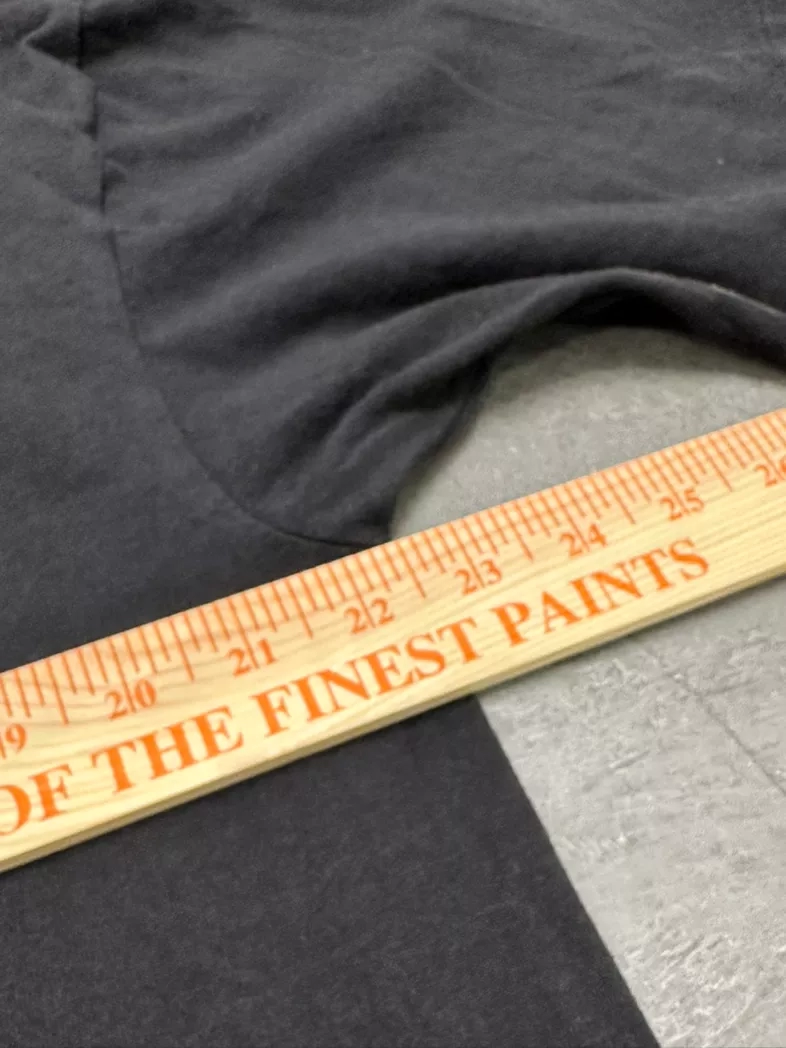 19 20 21 22 23 24 25 26
OF THE FINEST PAINTS